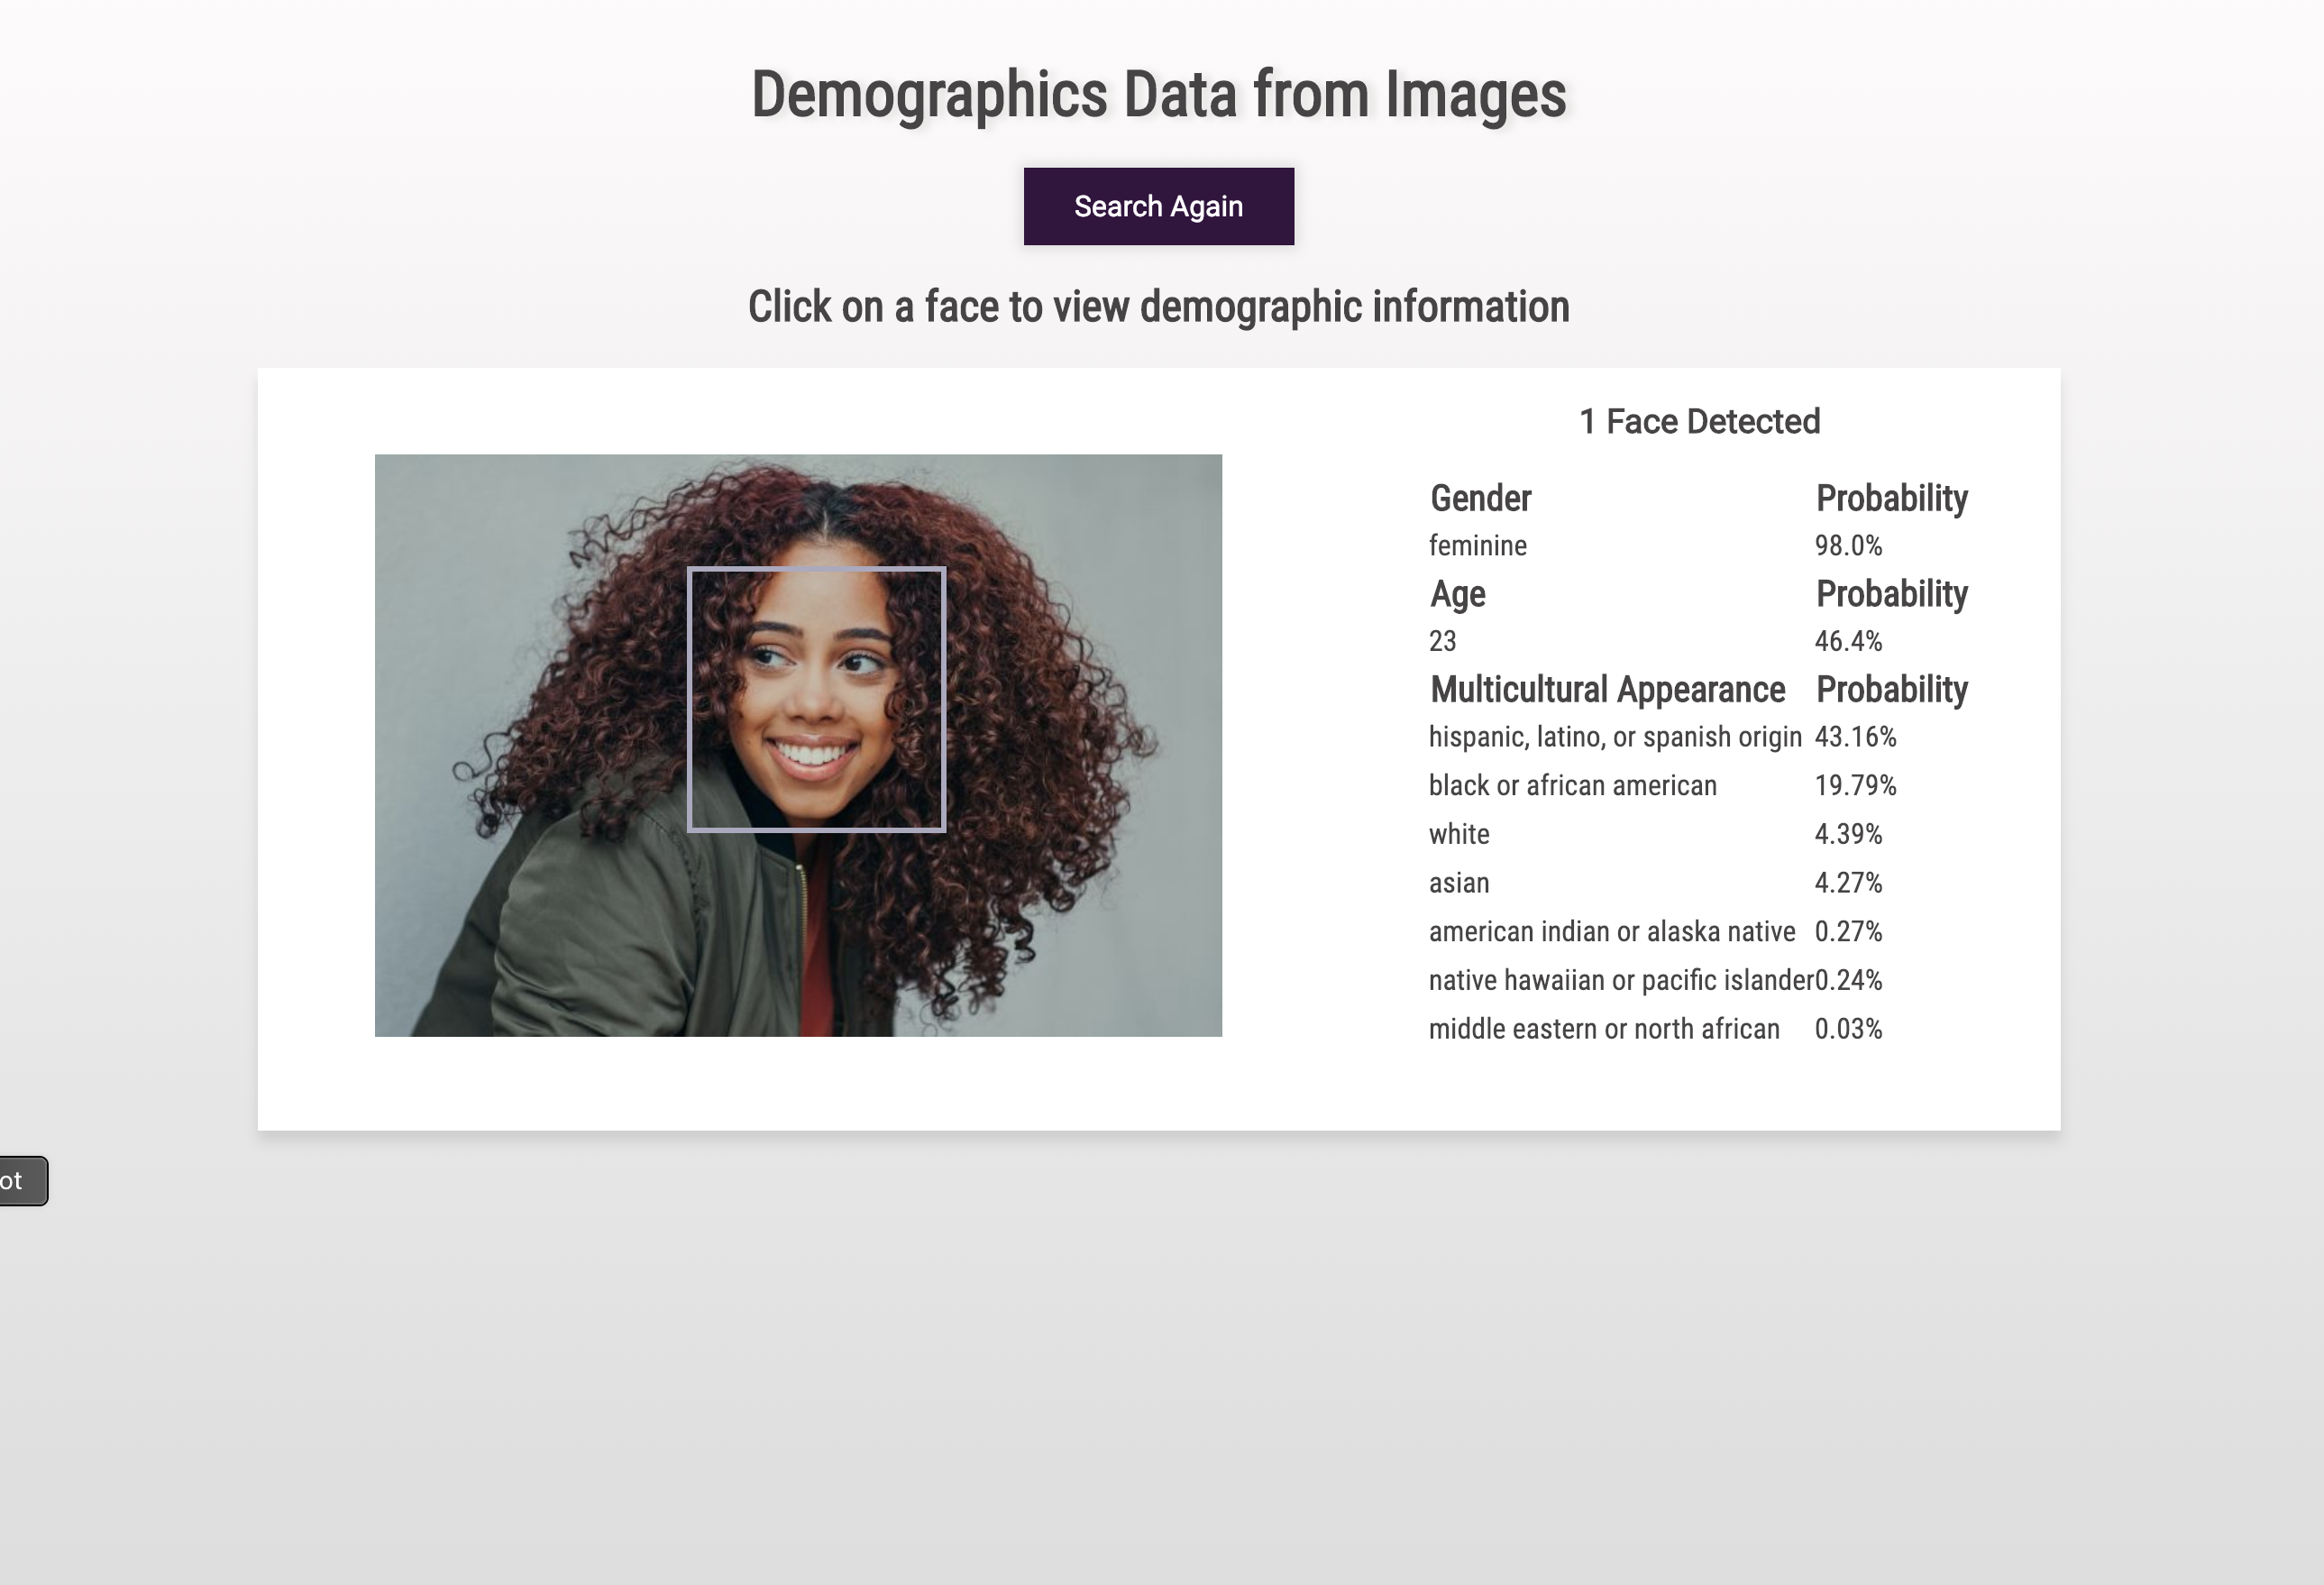 Demographics Data from Images
Search Again
Click on a face to view demographic information
1 Face Detected
Gender Probability
feminine 98.0%
Age Probability
23 46.4%
Multicultural Appearance Probability
hispanic, latino, or spanish origin 43.16%
black or african american 19.79%
white 4.39%
asian 4.27%
american indian or alaska native 0.27%
native hawaiian or pacific islander 0.24%
middle eastern or north african 0.03%
ot